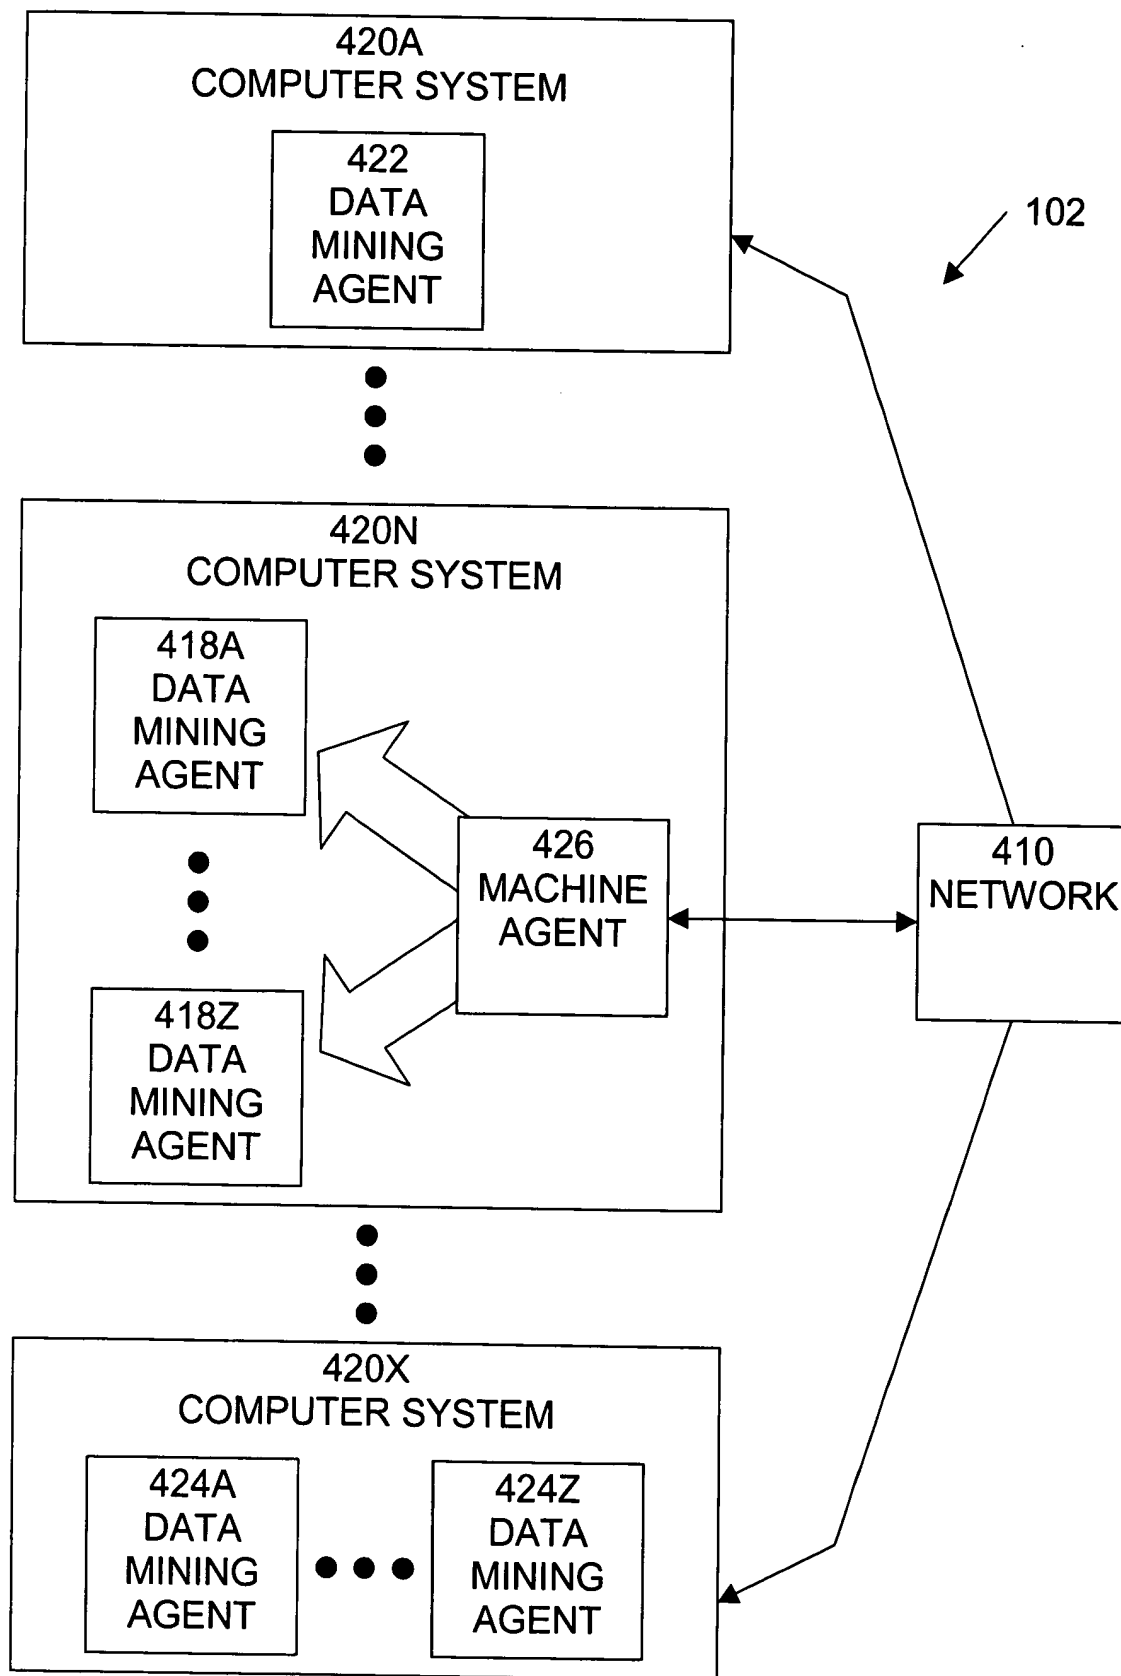 420A
COMPUTER SYSTEM
422
DATA
MINING
AGENT
102
420N
COMPUTER SYSTEM
418A
DATA
MINING
AGENT
426
MACHINE
AGENT
410
NETWORK
418Z
DATA
MINING
AGENT
420X
COMPUTER SYSTEM
424A
DATA
MINING
AGENT
424Z
DATA
MINING
AGENT